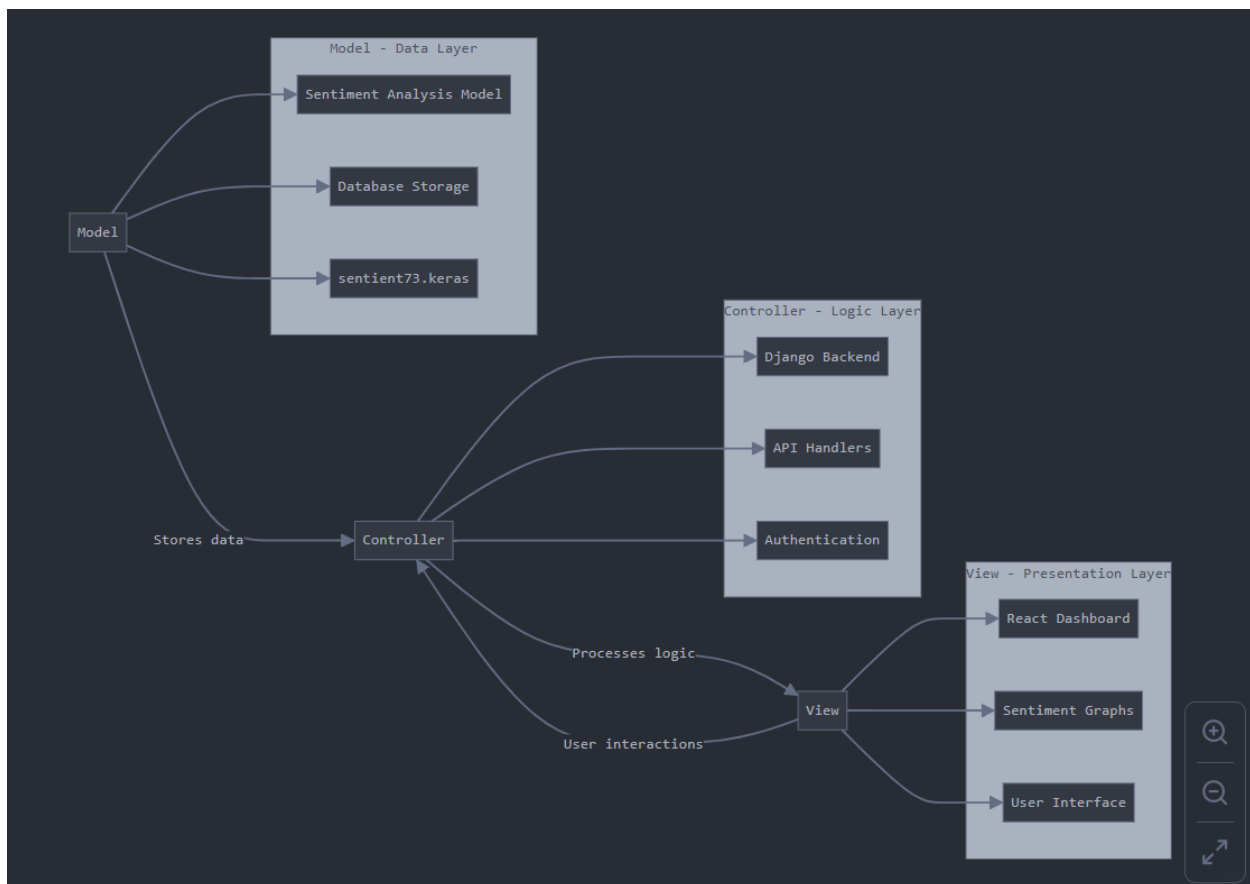 Model - Data Layer
Sentiment Analysis Model
Database Storage
Model
sentient73.keras
Controller - Logic Layer
Django Backend
API Handlers
Stores data
Controller
Authentication
View - Presentation Layer
React Dashboard
Processes logic
View
Sentiment Graphs
User interactions
User Interface